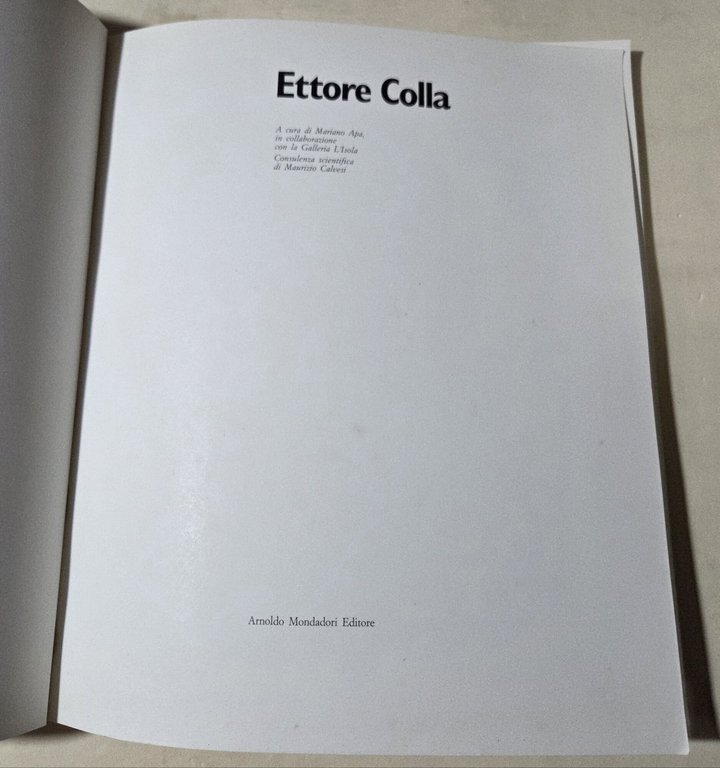 Ettore Colla
A cura di Mariano Apa,
in collaborazione
con la Galleria L'Isola
Consulenza scientifica
di Maurizio Calvesi
Arnoldo Mondadori Editore